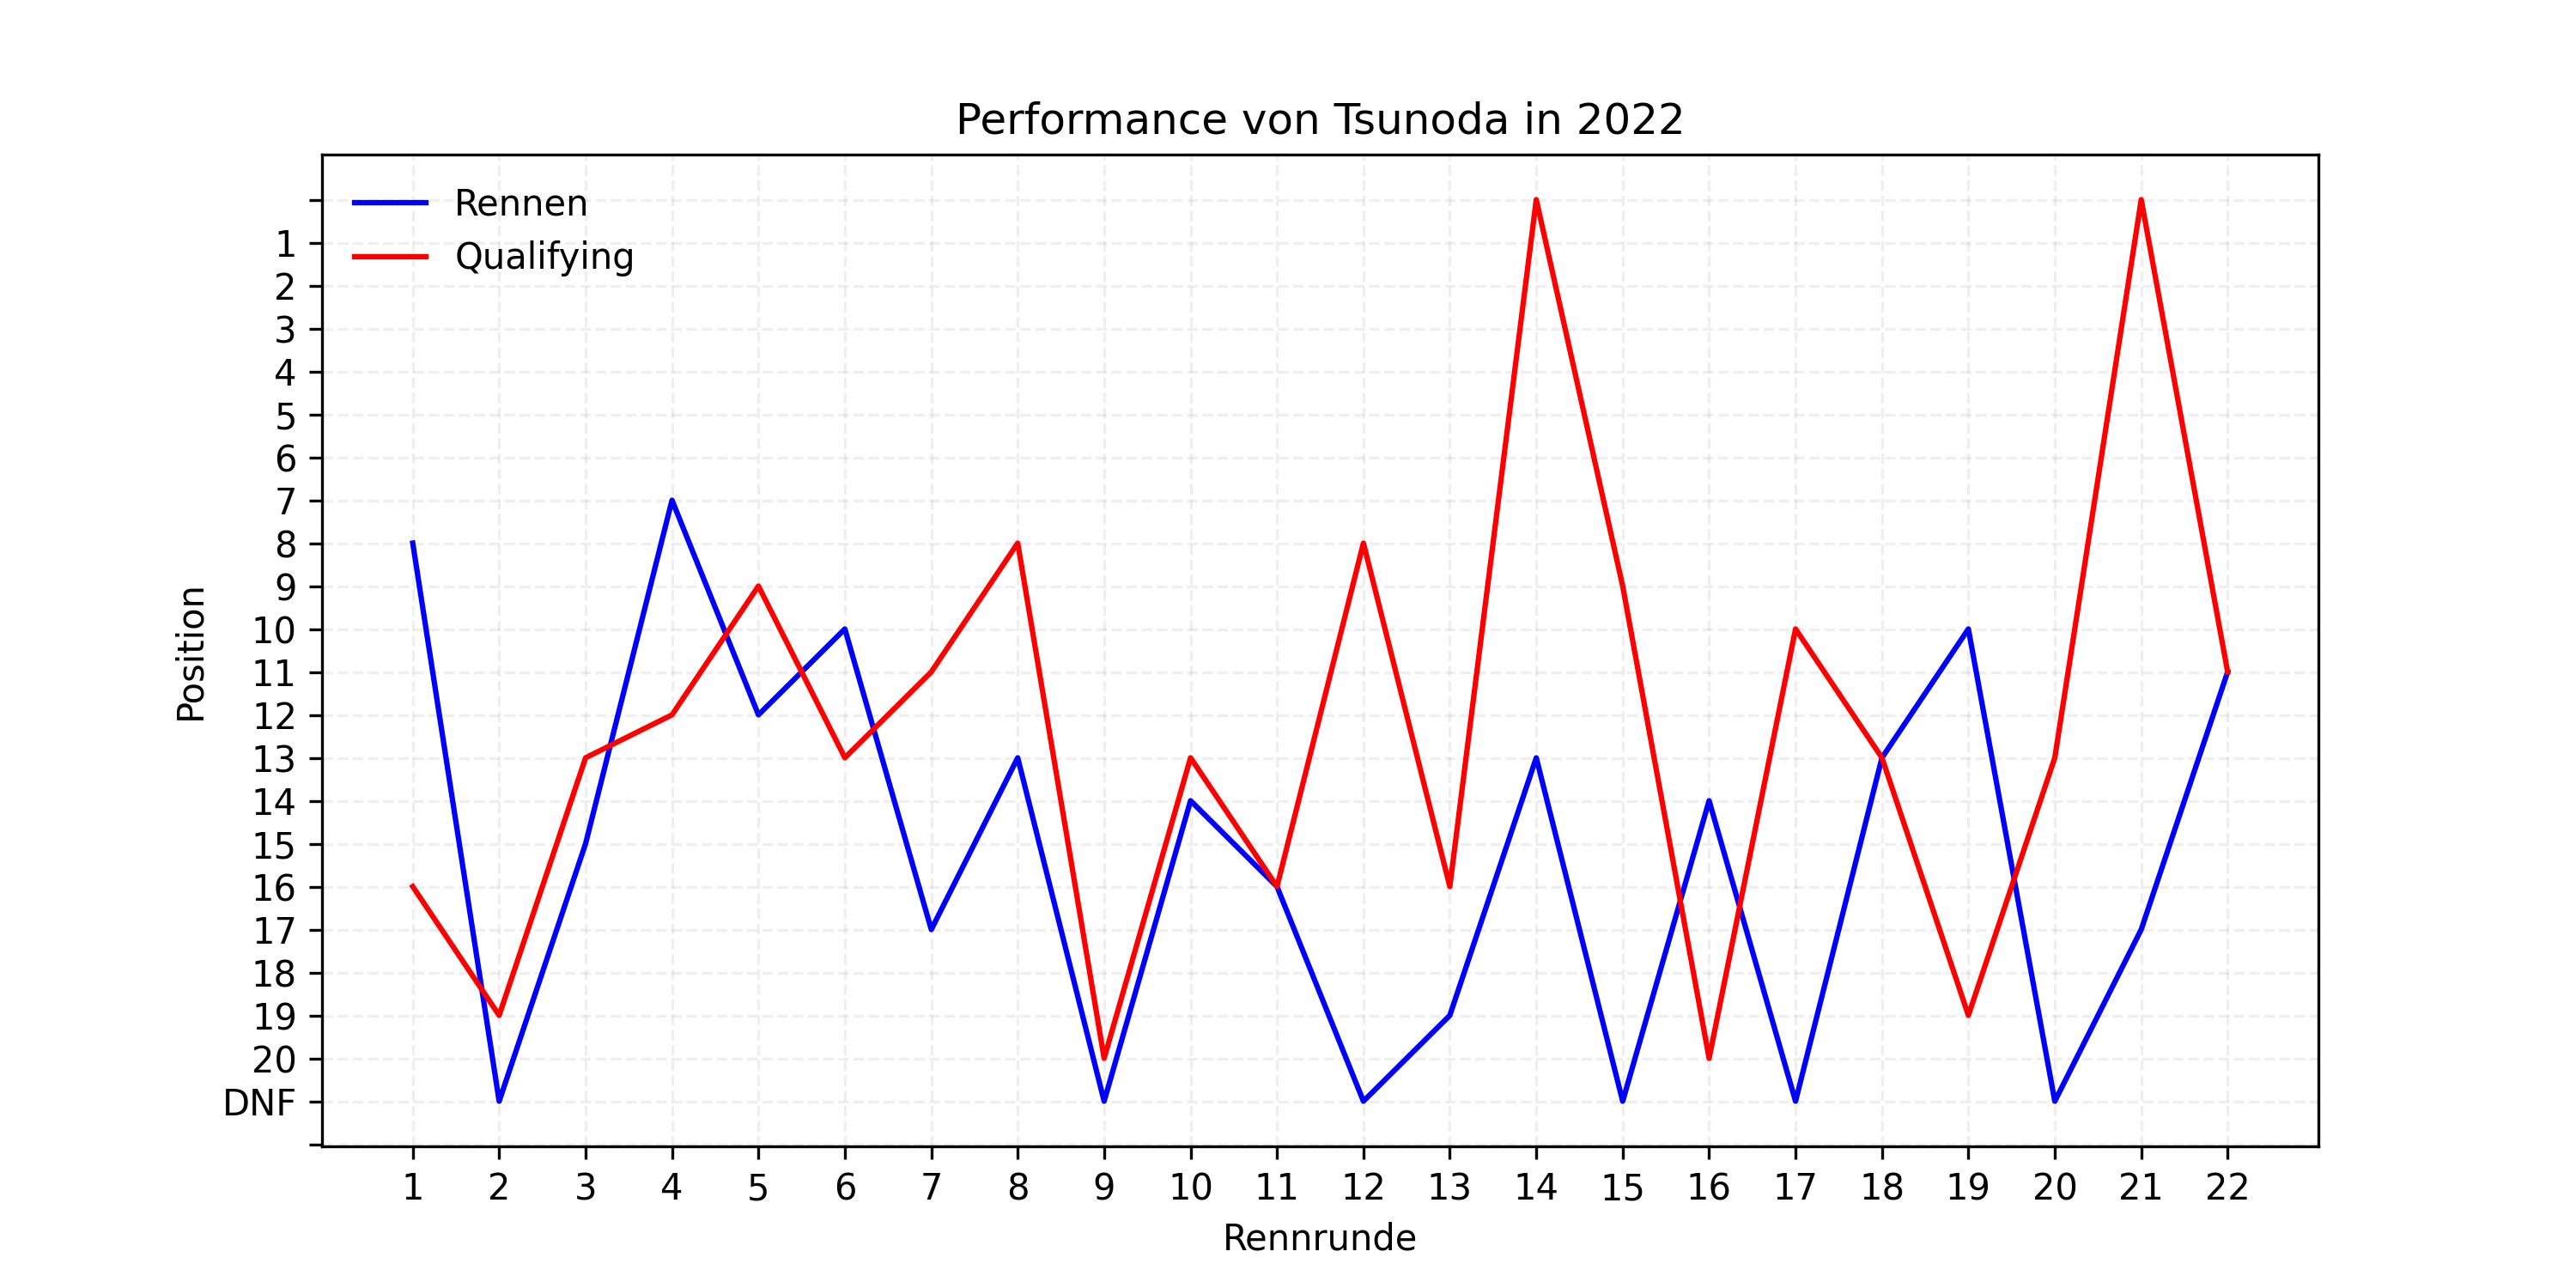 Performance von Tsunoda in 2022
Rennen
Qualifying
Position
1
2
3
4
5
6
7
8
9
10
11
12
13
14
15
16
17
18
19
20
DNF
1 2 3 4 5 6 7 8 9 10 11 12 13 14 15 16 17 18 19 20 21 22
Rennrunde